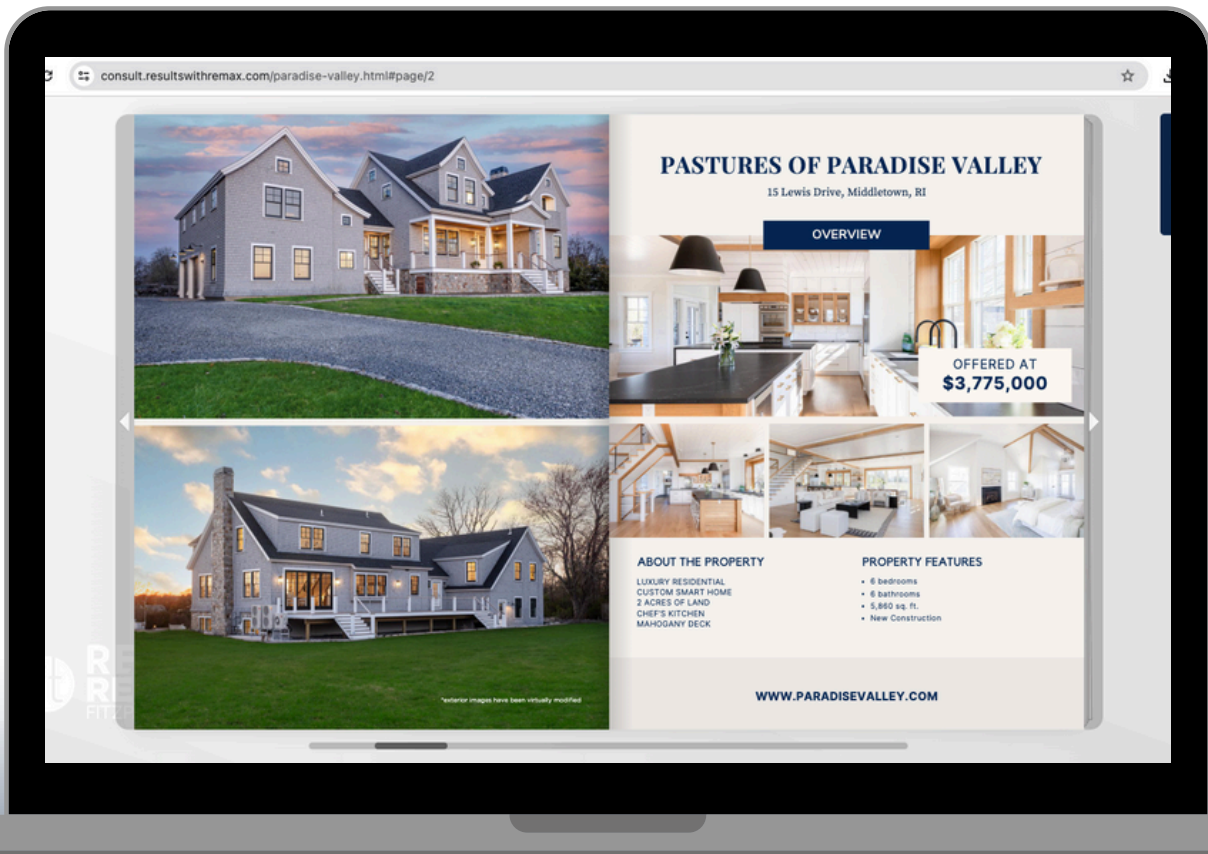 consult.resultswithremax.com/paradise-valley.html#page/2
PASTURES OF PARADISE VALLEY
15 Lewis Drive, Middletown, RI
OVERVIEW
OFFERED AT
$3,775,000
ABOUT THE PROPERTY
LUXURY RESIDENTIAL
CUSTOM SMART HOME
2 ACRES OF LAND
CHEF'S KITCHEN
MAHOGANY DECK
PROPERTY FEATURES
• 6 bedrooms
• 6 bathrooms
• 5,860 sq. ft.
• New Construction
*exterior images have been virtually modified
WWW.PARADISEVALLEY.COM